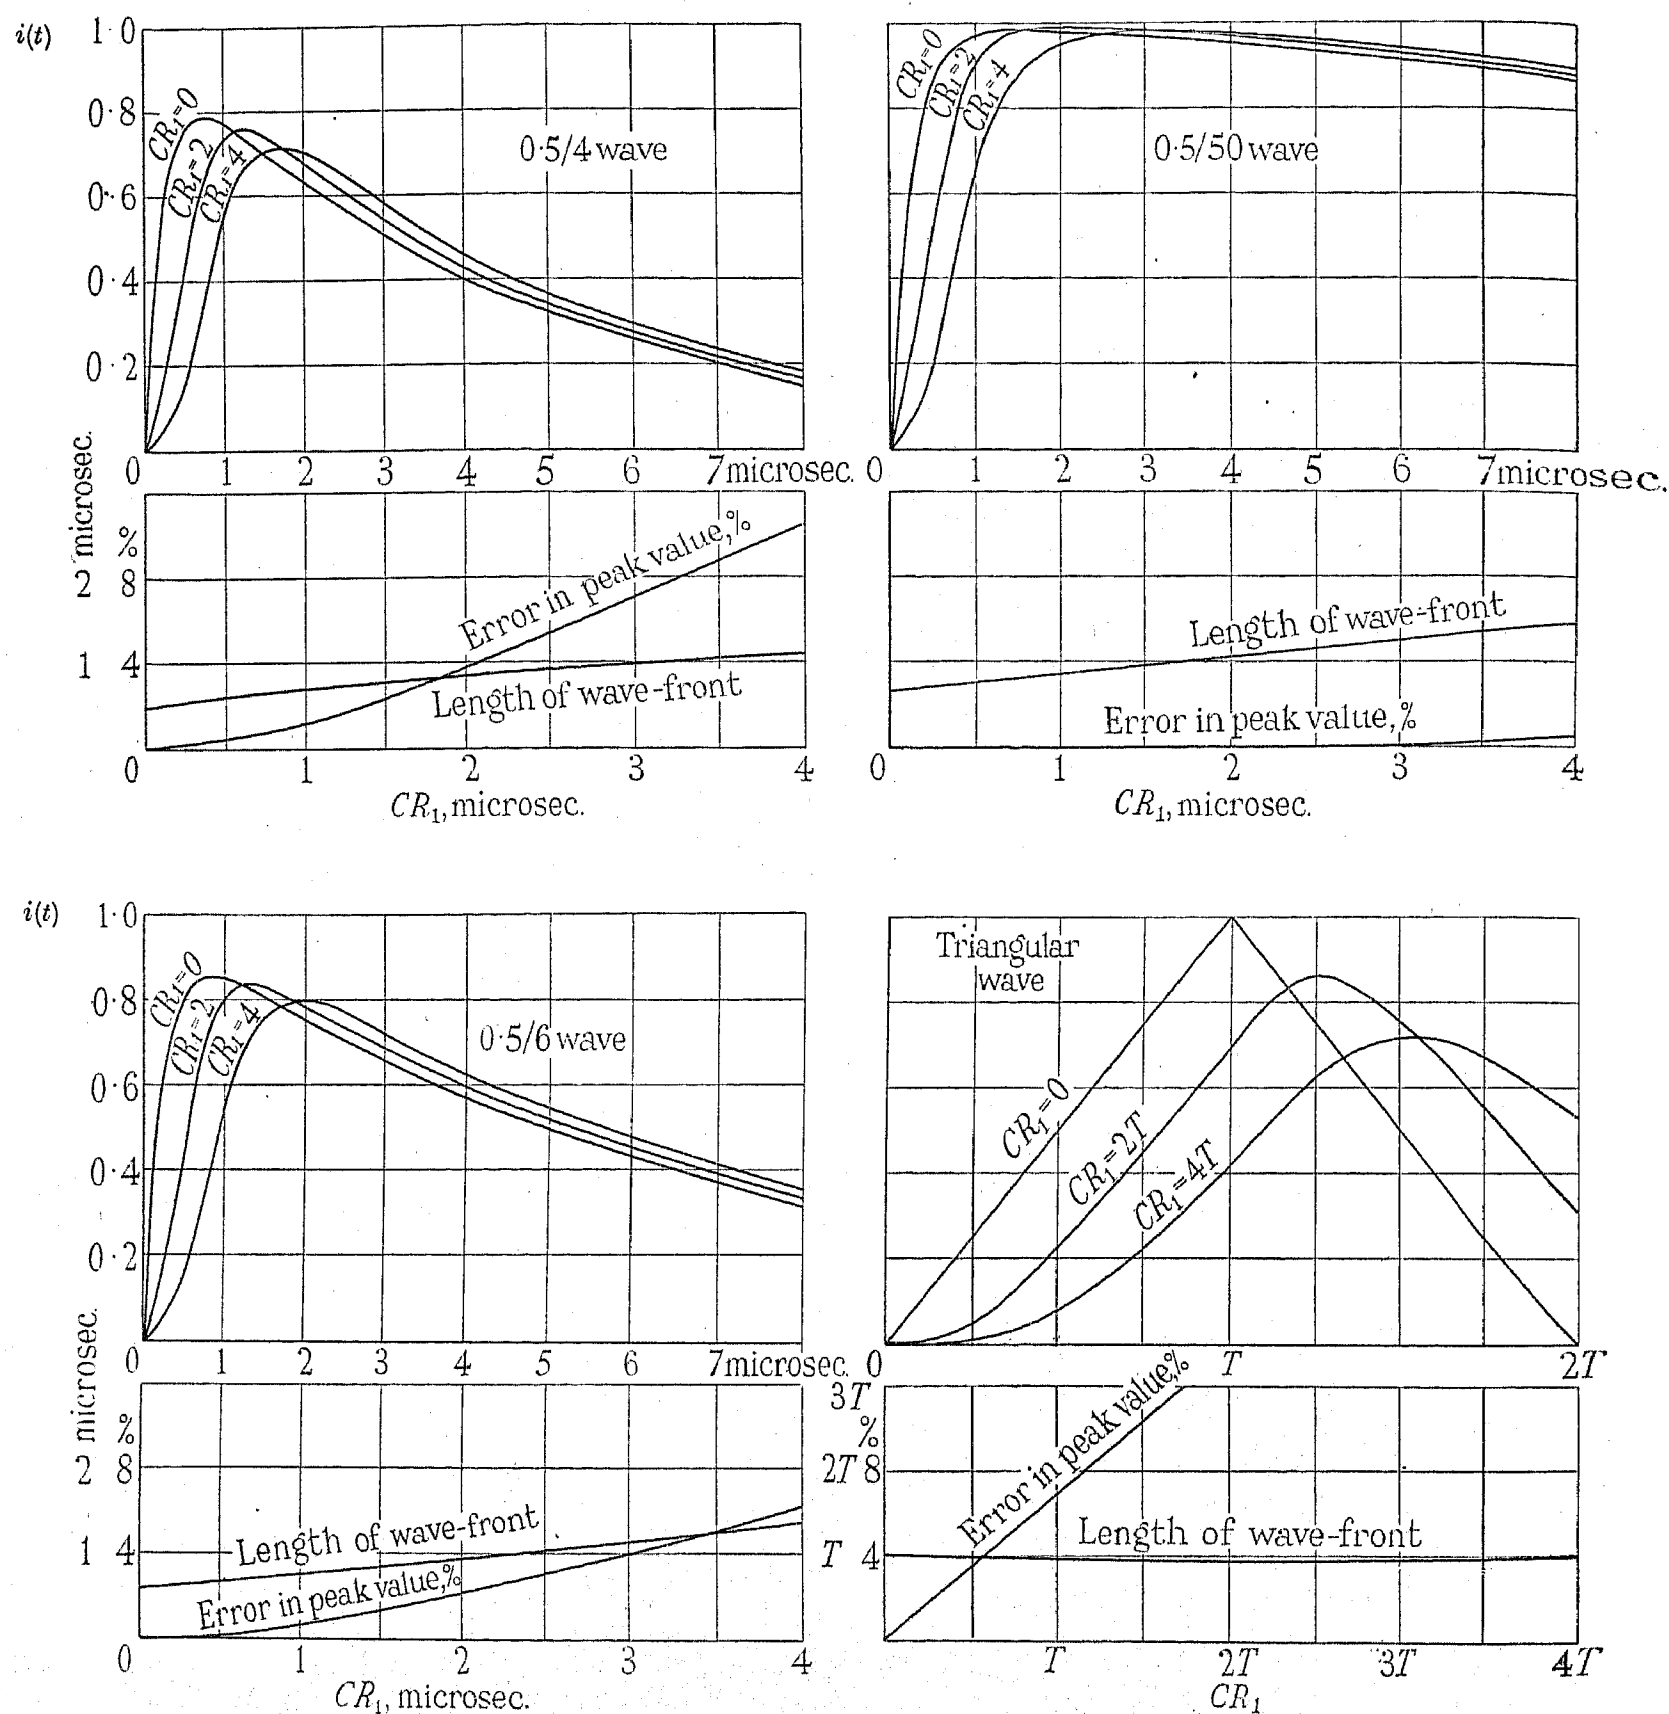 i(t)
1·0
0·8
0·6
0·4
0·2
CR₁=0
CR₁=2
CR₁=4
0·5/4 wave
0 1 2 3 4 5 6 7 microsec.
CR₁=0
CR₁=2
CR₁=4
0·5/50 wave
0 1 2 3 4 5 6 7 microsec.
microsec.
%
2 8
1 4
Error in peak value,%
Length of wave-front
0 1 2 3 4
CR₁, microsec.
Length of wave-front
Error in peak value,%
0 1 2 3 4
CR₁, microsec.
i(t)
1·0
0·8
0·6
0·4
0·2
CR₁=0
CR₁=2
CR₁=4
0·5/6 wave
0 1 2 3 4 5 6 7 microsec.
Triangular
wave
CR₁=0
CR₁=2T
CR₁=4T
0 T 2T
microsec.
%
2 8
1 4
Length of wave-front
Error in peak value,%
0 1 2 3 4
CR₁, microsec.
3T
%
2T 8
T 4
Error in peak value,%
Length of wave-front
T 2T 3T 4T
CR₁